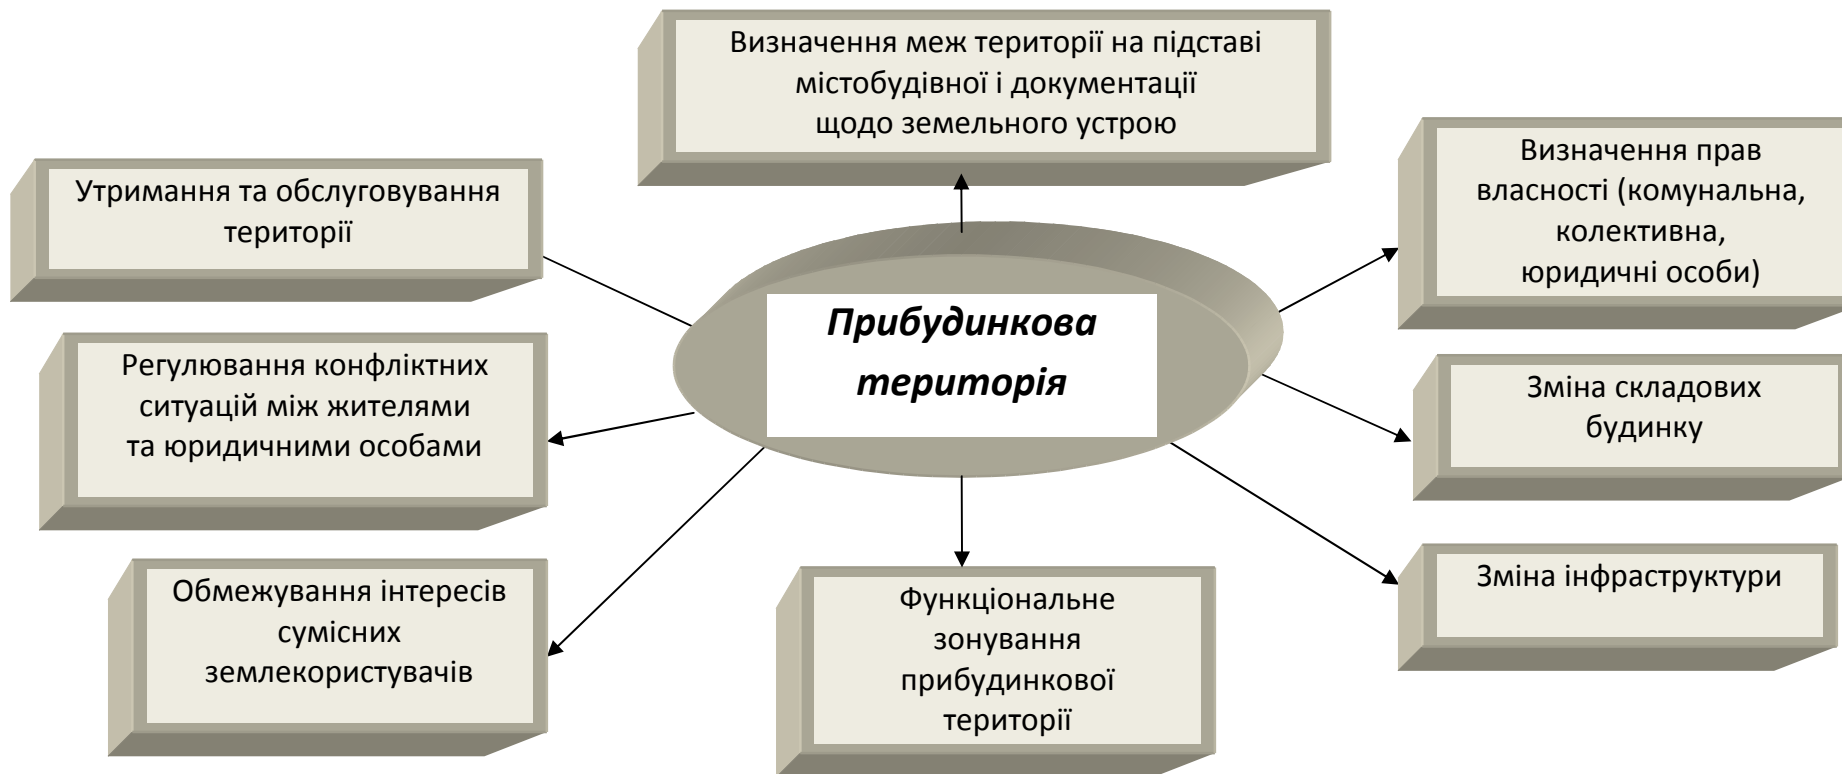 Визначення меж території на підставі
містобудівної і документації
щодо земельного устрою
Утримання та обслуговування
території
Визначення прав
власності (комунальна,
колективна,
юридичні особи)
Прибудинкова
територія
Регулювання конфліктних
ситуацій між жителями
та юридичними особами
Зміна складових
будинку
Обмежування інтересів
сумісних
землекористувачів
Функціональне
зонування
прибудинкової
території
Зміна інфраструктури